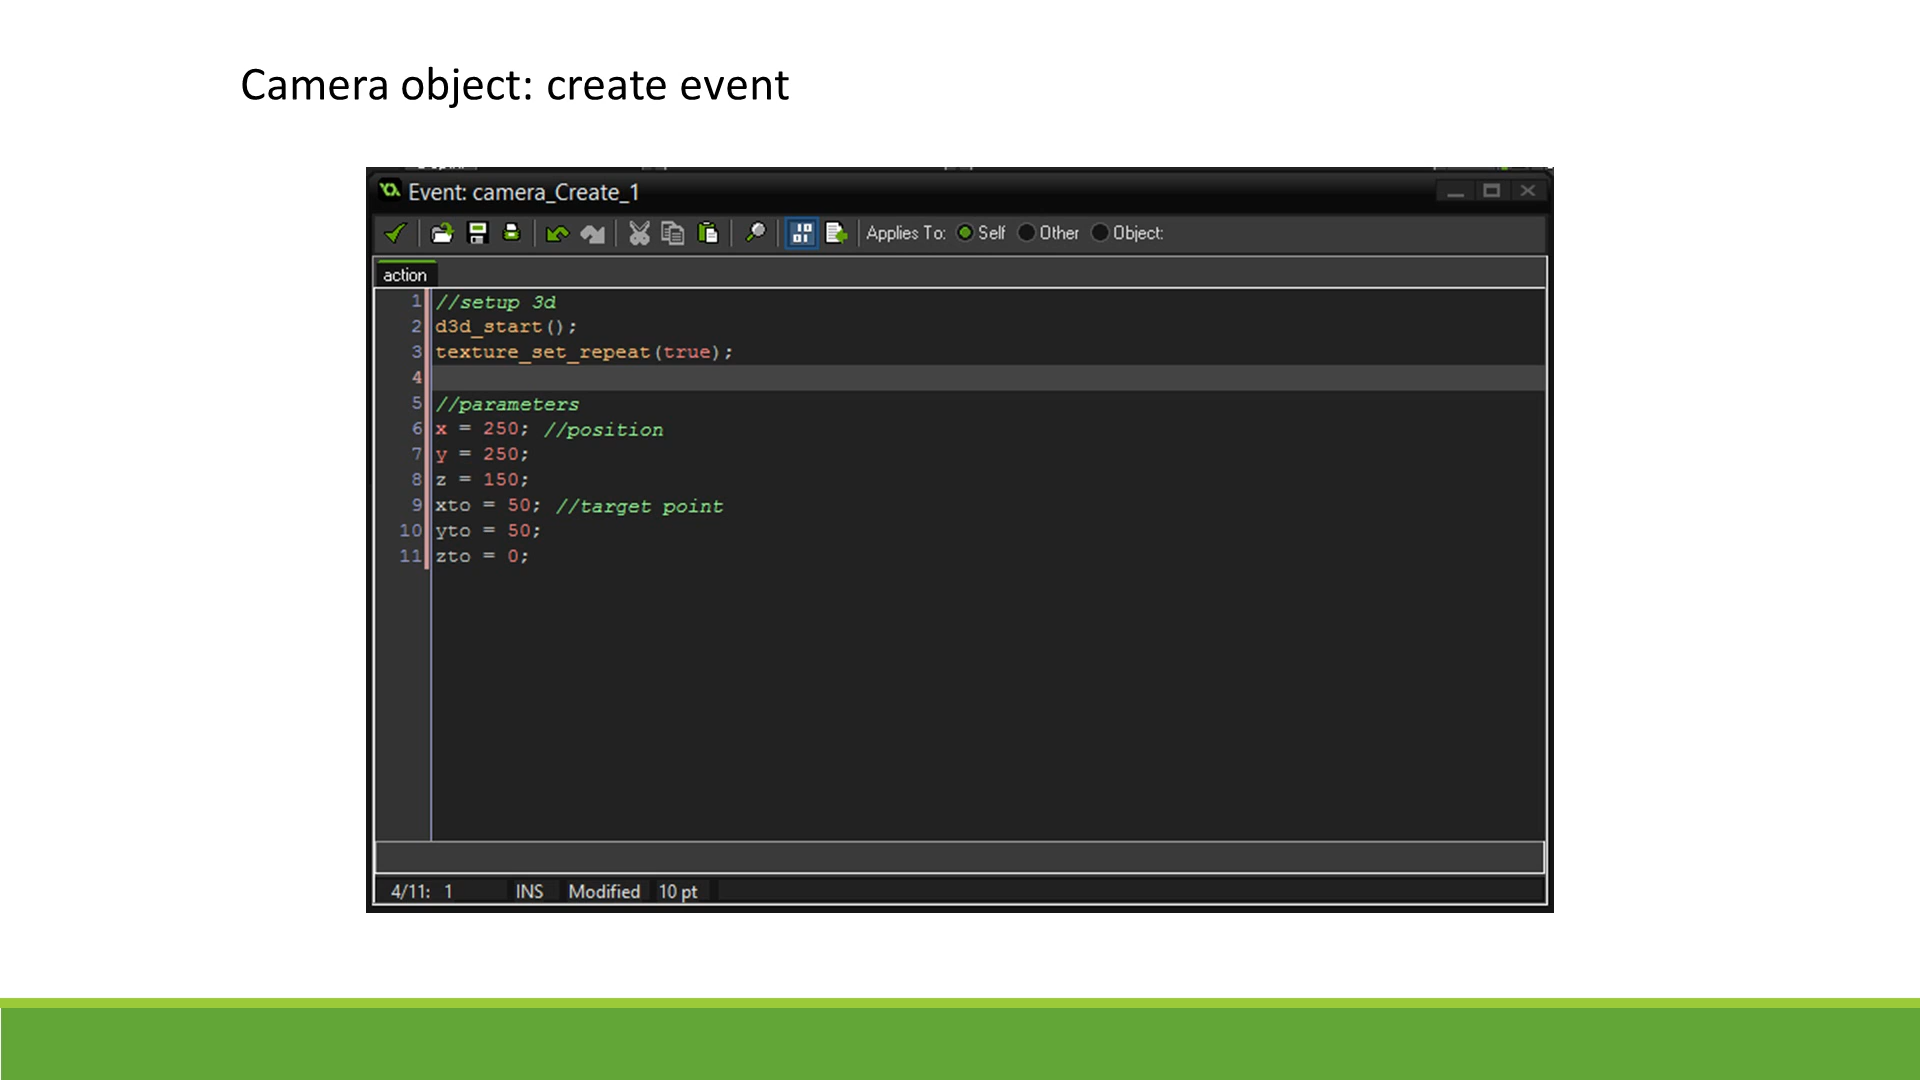 Camera object: create event
Event: camera_Create_1
Applies To: Self Other Object:
action
1 //setup 3d
2 d3d_start();
3 texture_set_repeat(true);
4
5 //parameters
6 x = 250; //position
7 y = 250;
8 z = 150;
9 xto = 50; //target point
10 yto = 50;
11 zto = 0;
4/11: 1 INS Modified 10 pt